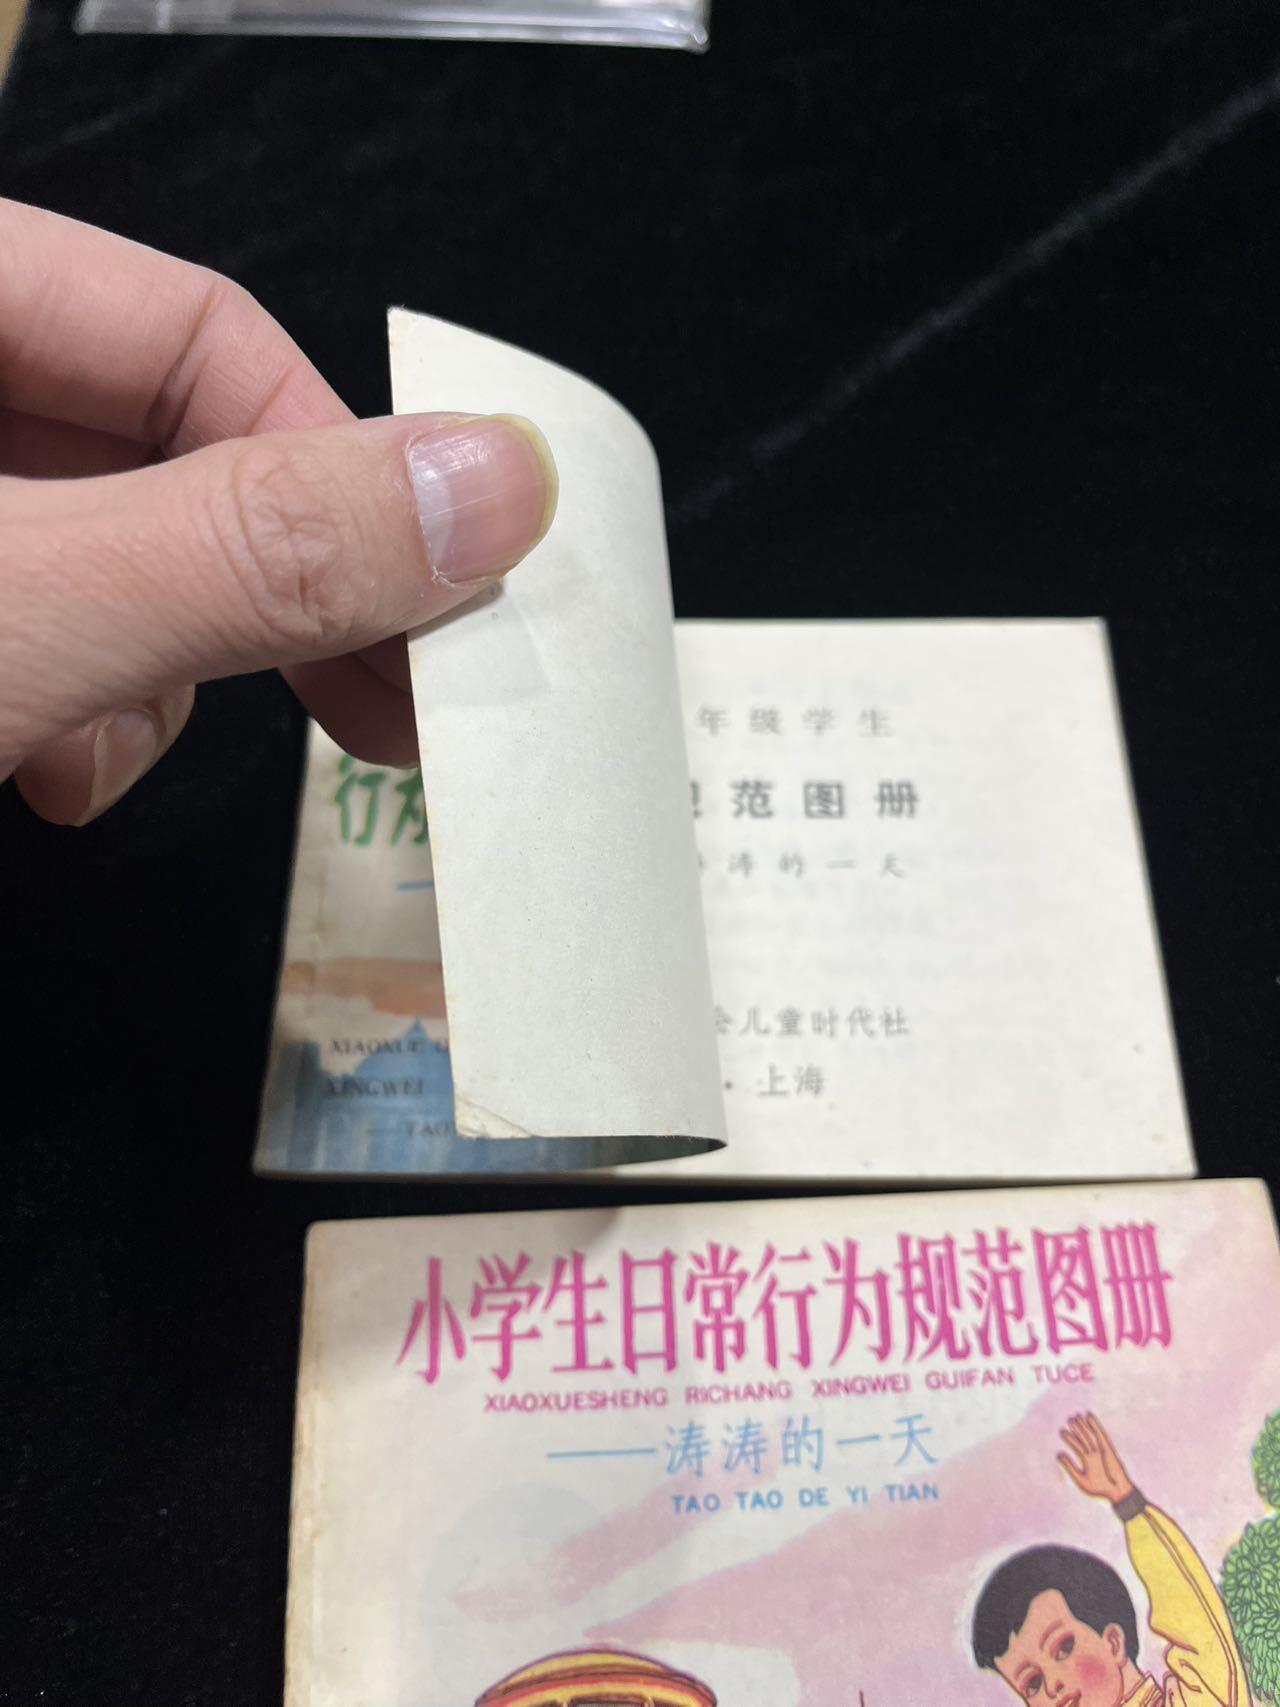 年级学生
范图册
涛的一天
儿童时代社
·上海
行为
XIAOXUE
XINGWEI
—TAO
小学生日常行为规范图册
XIAOXUESHENG RICHANG XINGWEI GUIFAN TUCE
——涛涛的一天
TAO TAO DE YI TIAN